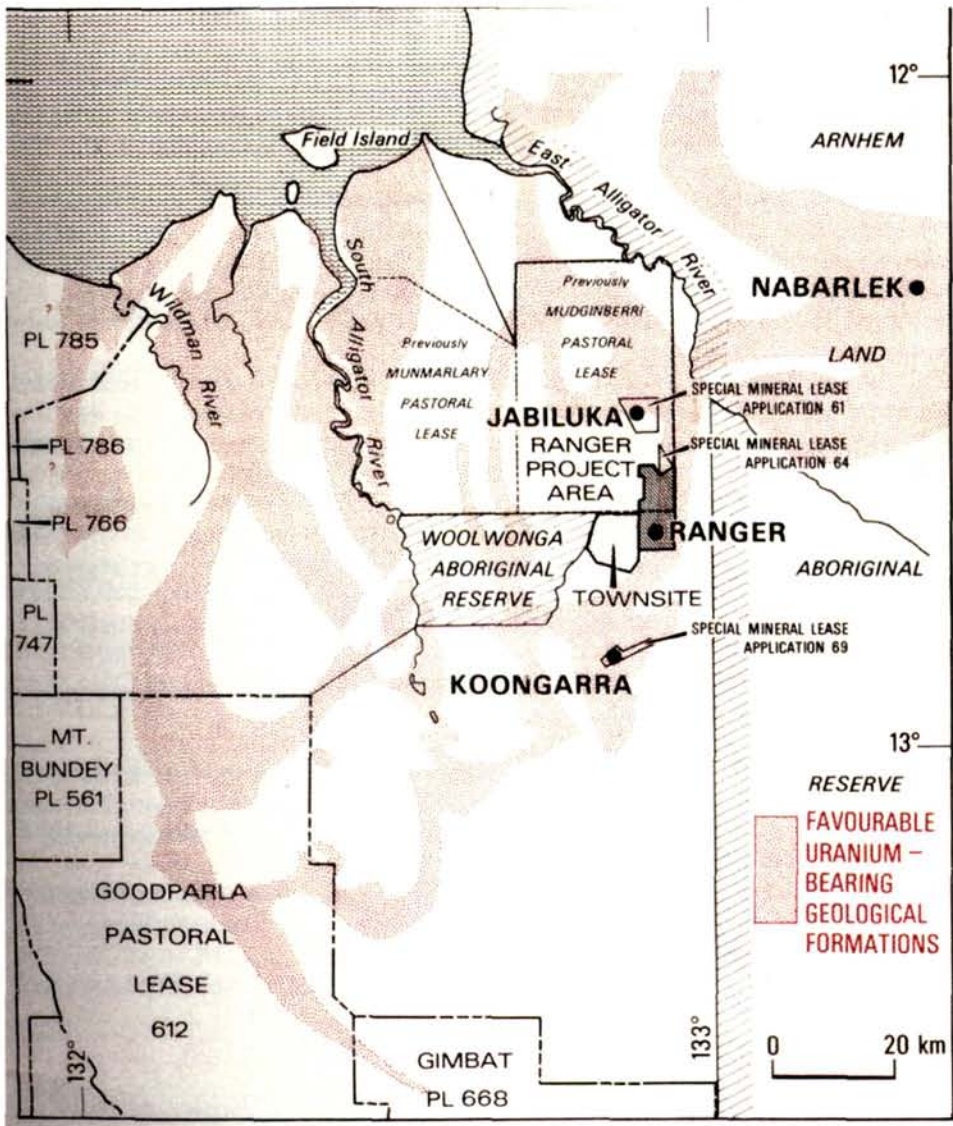 12°
ARNHEM
Field Island
East
Alligator
River
South
Alligator
River
Wildman
River
NABARLEK
LAND
Previously
MUDGINBERRI
PASTORAL
LEASE
Previously
MUNMARLARY
PASTORAL
LEASE
PL 785
PL 786
PL 766
PL
747
SPECIAL MINERAL LEASE
APPLICATION 61
JABILUKA
RANGER
PROJECT
AREA
SPECIAL MINERAL LEASE
APPLICATION 64
RANGER
WOOLWONGA
ABORIGINAL
RESERVE
TOWNSITE
ABORIGINAL
SPECIAL MINERAL LEASE
APPLICATION 69
KOONGARRA
13°
MT.
BUNDEY
PL 561
RESERVE
FAVOURABLE
URANIUM –
BEARING
GEOLOGICAL
FORMATIONS
GOODPARLA
PASTORAL
LEASE
612
GIMBAT
PL 668
132°
133°
0 20 km